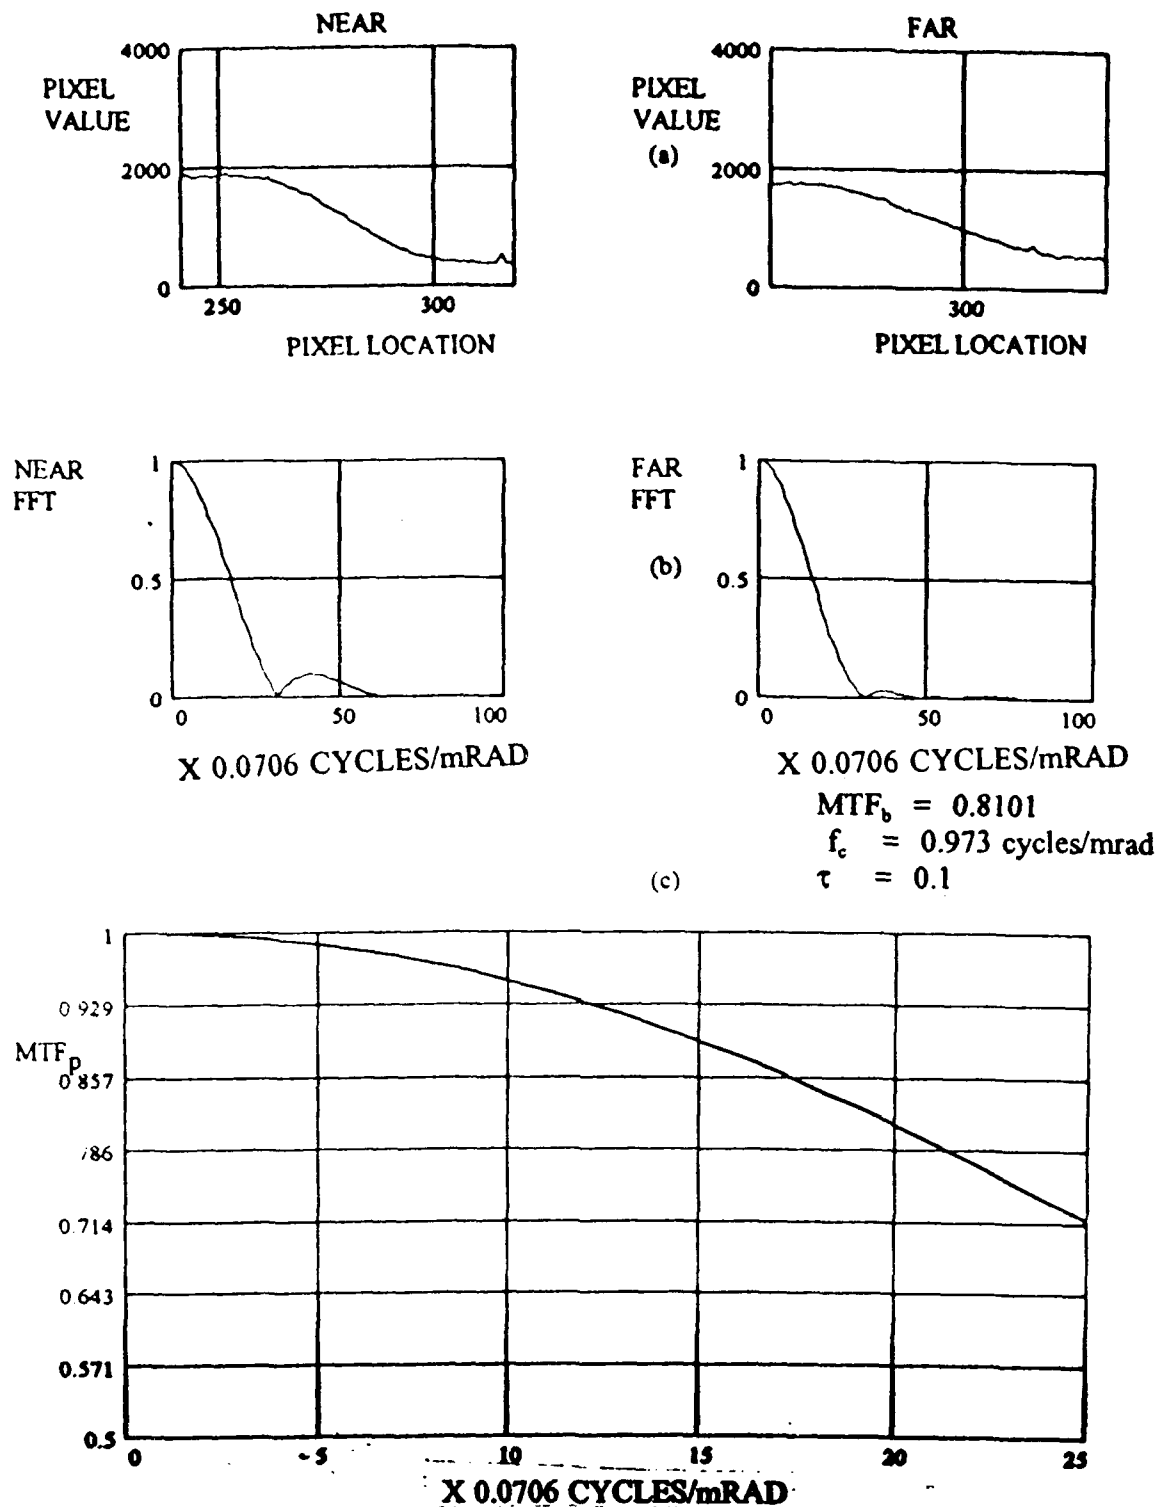 NEAR
4000
PIXEL
VALUE
2000
0
250
300
PIXEL LOCATION
FAR
4000
PIXEL
VALUE
(a)
2000
0
300
PIXEL LOCATION
NEAR
FFT
1
0.5
0
0
50
100
X 0.0706 CYCLES/mRAD
FAR
FFT
1
(b)
0.5
0
0
50
100
X 0.0706 CYCLES/mRAD
MTFb = 0.8101
fc = 0.973 cycles/mrad
τ = 0.1
(c)
1
0 929
MTFp
0 857
786
0.714
0 643
0.571
0.5
0
5
10
15
20
25
X 0.0706 CYCLES/mRAD